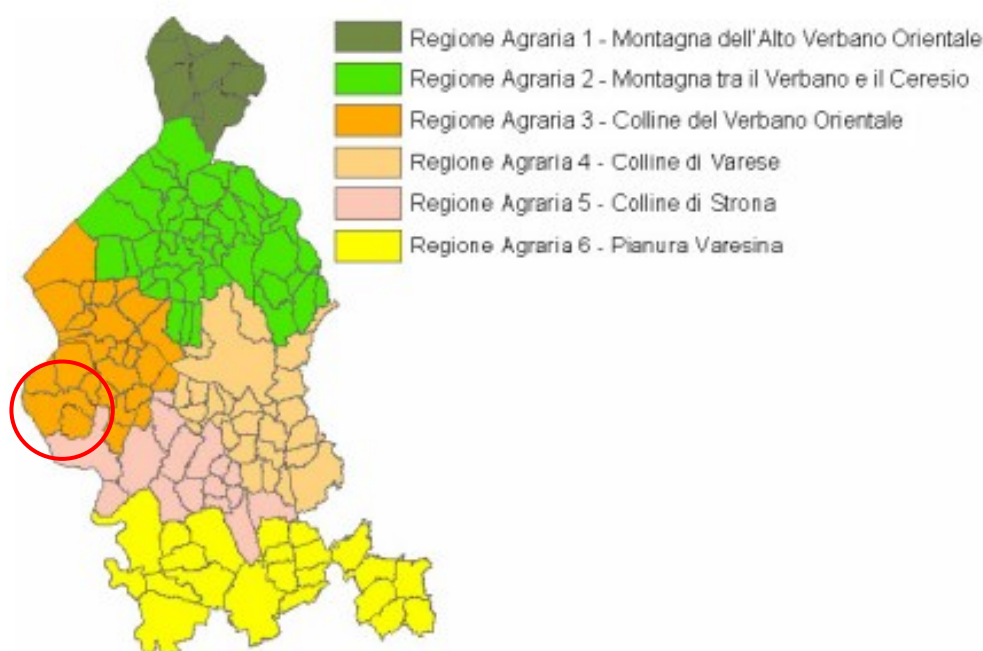 Regione Agraria 1 - Montagna dell'Alto Verbano Orientale
Regione Agraria 2 - Montagna tra il Verbano e il Ceresio
Regione Agraria 3 - Colline del Verbano Orientale
Regione Agraria 4 - Colline di Varese
Regione Agraria 5 - Colline di Strona
Regione Agraria 6 - Pianura Varesina